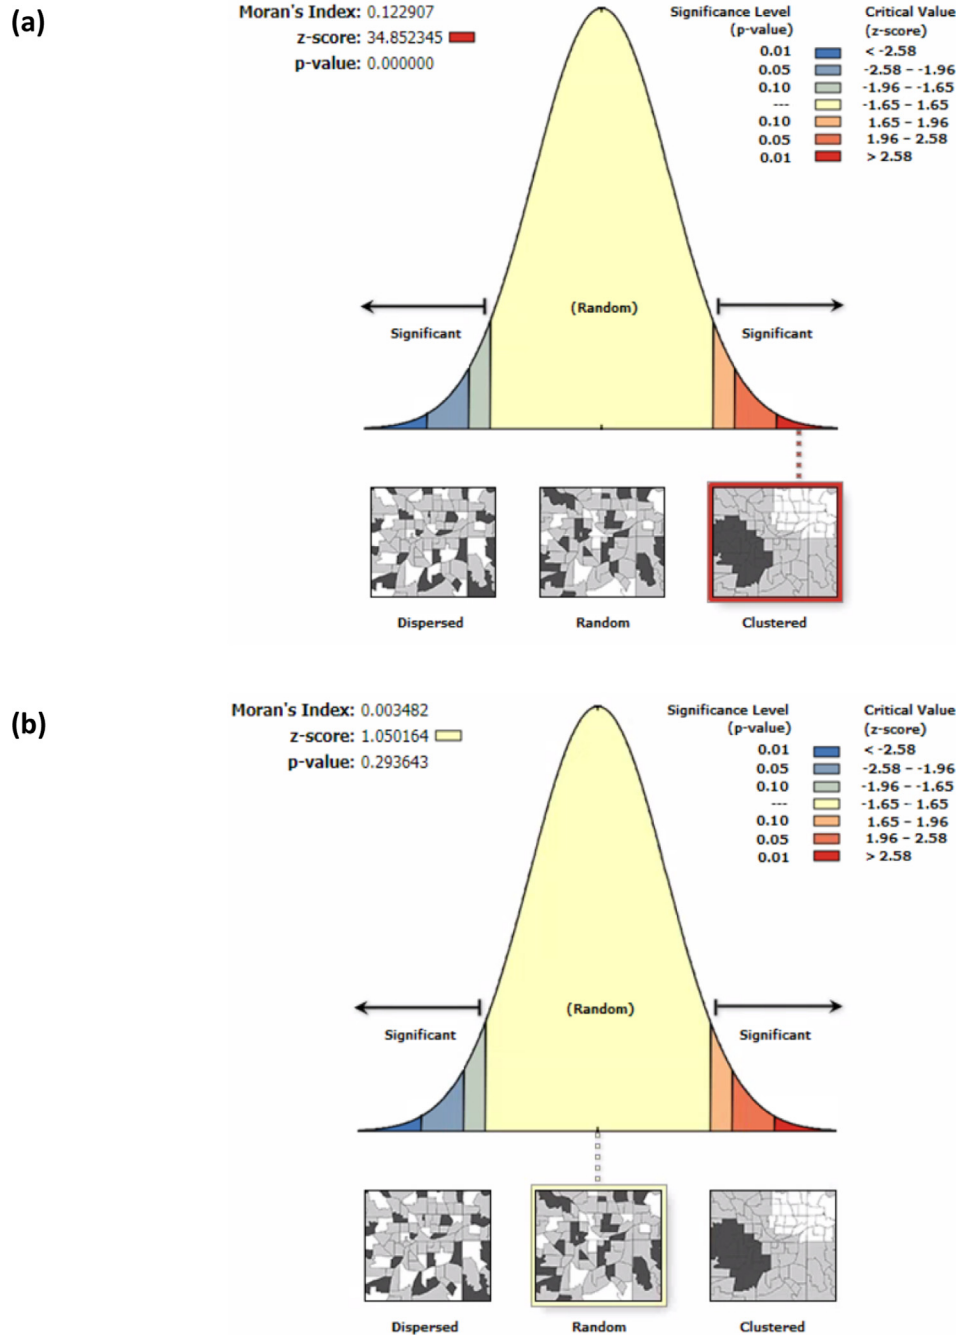 (a)
Moran's Index: 0.122907
z-score: 34.852345
p-value: 0.000000
Significance Level
(p-value)
Critical Value
(z-score)
0.01 < -2.58
0.05 -2.58 – -1.96
0.10 -1.96 – -1.65
--- -1.65 – 1.65
0.10 1.65 – 1.96
0.05 1.96 – 2.58
0.01 > 2.58
(Random)
Significant
Significant
Dispersed
Random
Clustered
(b)
Moran's Index: 0.003482
z-score: 1.050164
p-value: 0.293643
Significance Level
(p-value)
Critical Value
(z-score)
0.01 < -2.58
0.05 -2.58 – -1.96
0.10 -1.96 – -1.65
--- -1.65 – 1.65
0.10 1.65 – 1.96
0.05 1.96 – 2.58
0.01 > 2.58
(Random)
Significant
Significant
Dispersed
Random
Clustered